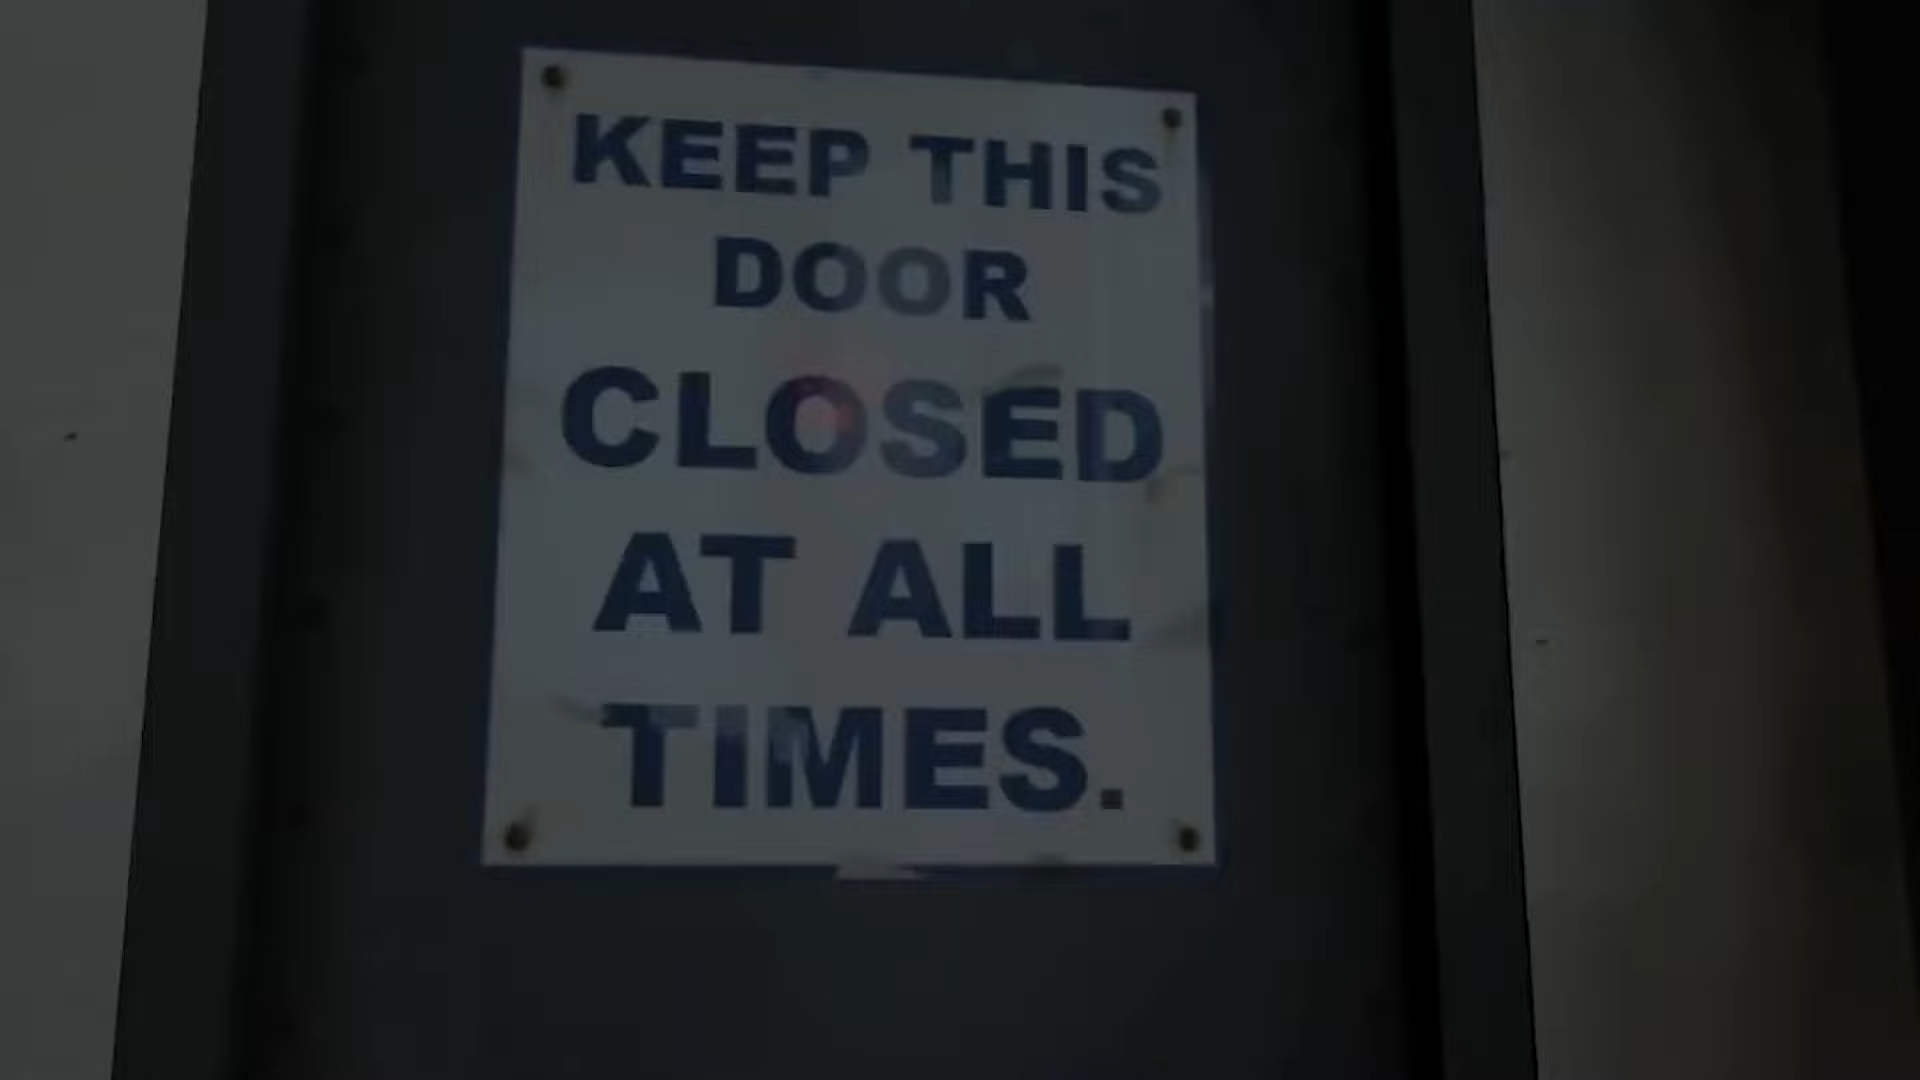 KEEP THIS
DOOR
CLOSED
AT ALL
TIMES.